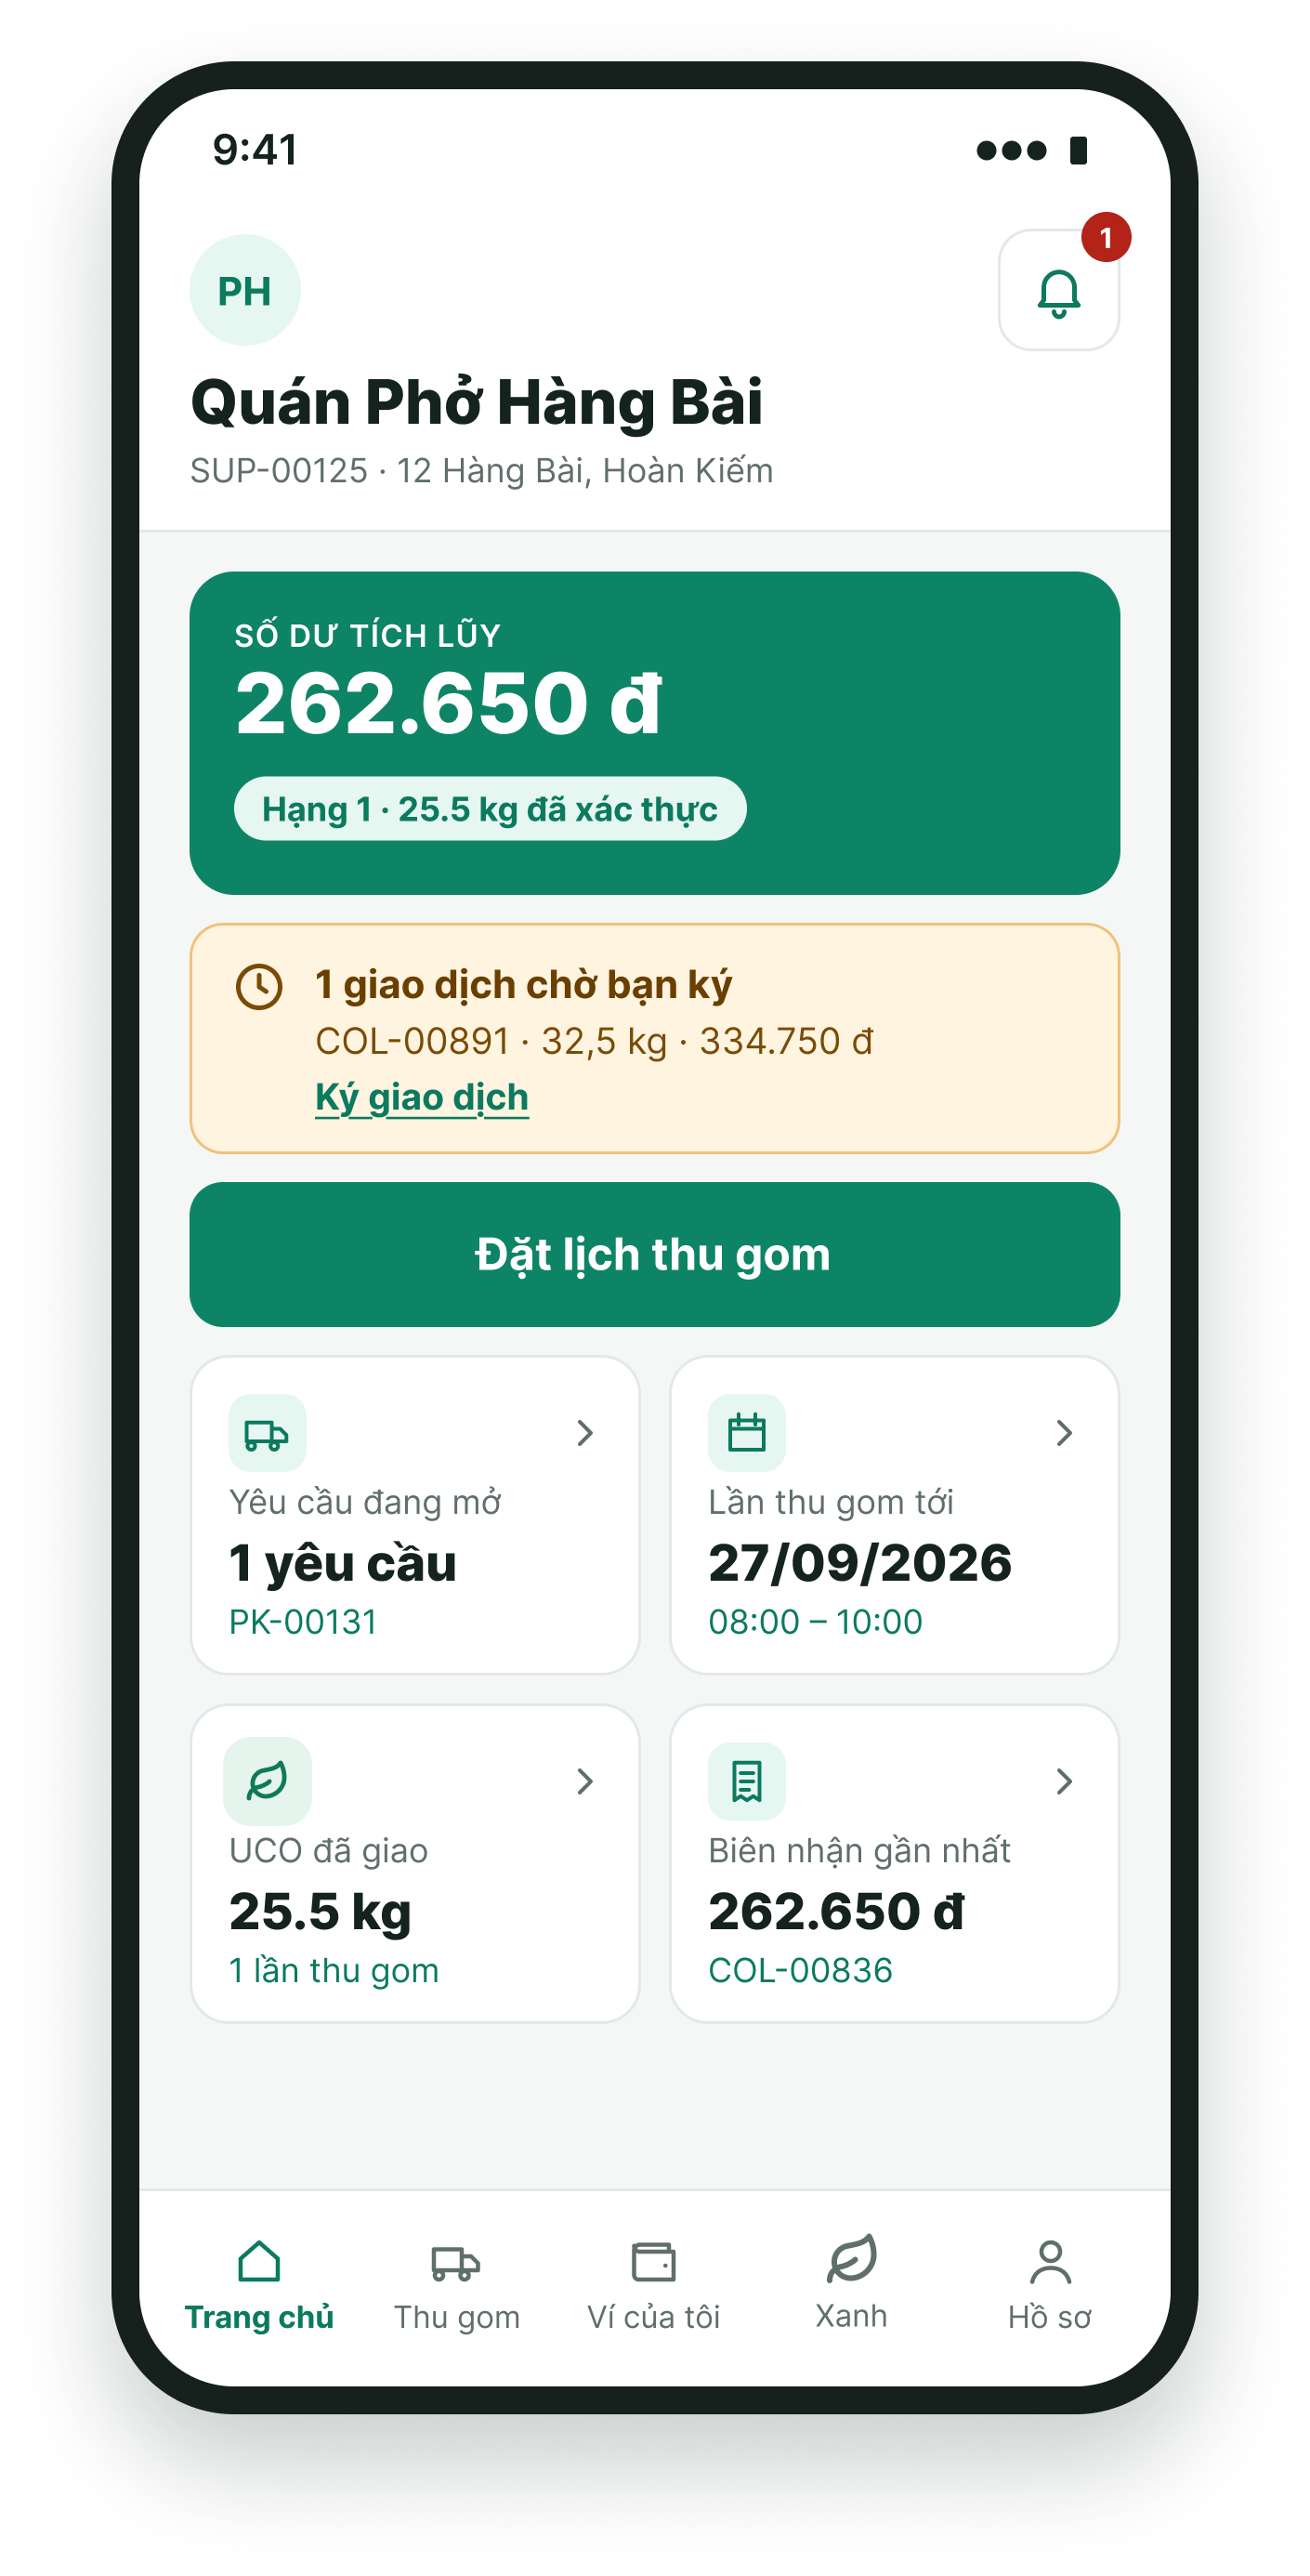 9:41
PH
1
Quán Phở Hàng Bài
SUP-00125 · 12 Hàng Bài, Hoàn Kiếm
SỐ DƯ TÍCH LŨY
262.650 đ
Hạng 1 · 25.5 kg đã xác thực
1 giao dịch chờ bạn ký
COL-00891 · 32,5 kg · 334.750 đ
Ký giao dịch
Đặt lịch thu gom
Yêu cầu đang mở
1 yêu cầu
PK-00131
Lần thu gom tới
27/09/2026
08:00 – 10:00
UCO đã giao
25.5 kg
1 lần thu gom
Biên nhận gần nhất
262.650 đ
COL-00836
Trang chủ
Thu gom
Ví của tôi
Xanh
Hồ sơ